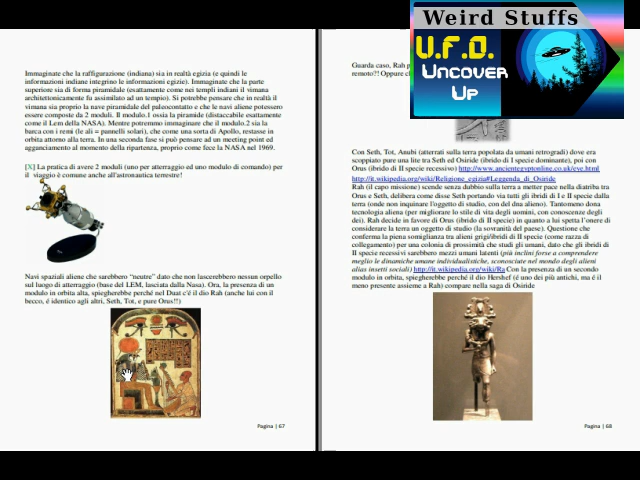 Weird Stuffs
U.F.O.
UNCOVER
UP
Immaginate che la raffigurazione (indiana) sia in realtà egizia (e quindi le
informazioni indiane integrino le informazioni egizie). Immaginate che la parte
superiore sia di forma piramidale (esattamente come nei templi indiani il vimana
architettonicamente fu assimilato ad un tempio). Si potrebbe pensare che in realtà il
vimana sia proprio la nave piramidale del paleocontatto e che le navi aliene potessero
essere composte da 2 moduli. Il modulo.1 ossia la piramide (distaccabile esattamente
come il Lem della NASA). Mentre potremmo immaginare che il modulo.2 sia la
barca con i remi (le ali = pannelli solari), che come una sorta di Apollo, restasse in
orbita attorno alla terra. In una seconda fase si può pensare ad un meeting point ed
agganciamento al momento della ripartenza, proprio come fece la NASA nel 1969.
[X] La pratica di avere 2 moduli (uno per atterraggio ed uno modulo di comando) per
il viaggio è comune anche all'astronautica terrestre!
Navi spaziali aliene che sarebbero "neutre" dato che non lascerebbero nessun orpello
sul luogo di atterraggio (base del LEM, lasciata dalla Nasa). Ora, la presenza di un
modulo in orbita alta, spiegherebbe perché nel Duat c'è il dio Rah (anche lui con il
becco, é identico agli altri, Seth, Tot, e pure Orus!!)
Pagina | 67
Guarda caso, Rah
remoto?! Oppure
Con Seth, Tot, Anubi (atterrati sulla terra popolata da umani retrogradi) dove era
scoppiato pure una lite tra Seth ed Osiride (ibrido di I specie dominante), poi con
Orus (ibrido di II specie recessivo) http://www.ancientegyptonline.co.uk/eye.html
http://it.wikipedia.org/wiki/Religione_egizia#Leggenda_di_Osiride
Rah (il capo missione) scende senza dubbio sulla terra a metter pace nella diatriba tra
Orus e Seth, delibera come disse Seth portando via tutti gli ibridi di I e II specie dalla
terra (onde non inquinare l'oggetto di studio, con del dna alieno). Tantomeno dona
tecnologia aliena (per migliorare lo stile di vita degli uomini, con conoscenze degli
dei). Rah decide in favore di Orus (ibrido di II specie) in quanto a lui spetta l'onere di
considerare la terra un oggetto di studio (la sovranità del paese). Questione che
conferma la piena somiglianza tra alieni grigi/ibridi di II specie (come razza di
collegamento) per una colonia di prossimità che studi gli umani, dato che gli ibridi di
II specie recessivi sarebbero mezzi umani latenti (più inclini forse a comprendere
meglio le dinamiche umane individualistiche, sconosciute nel mondo degli alieni
alias insetti sociali) http://it.wikipedia.org/wiki/Ra Con la presenza di un secondo
modulo in orbita, spiegherebbe perché il dio Hershef (é uno dei più antichi, ma é il
meno presente assieme a Rah) compare nella saga di Osiride
Pagina | 68